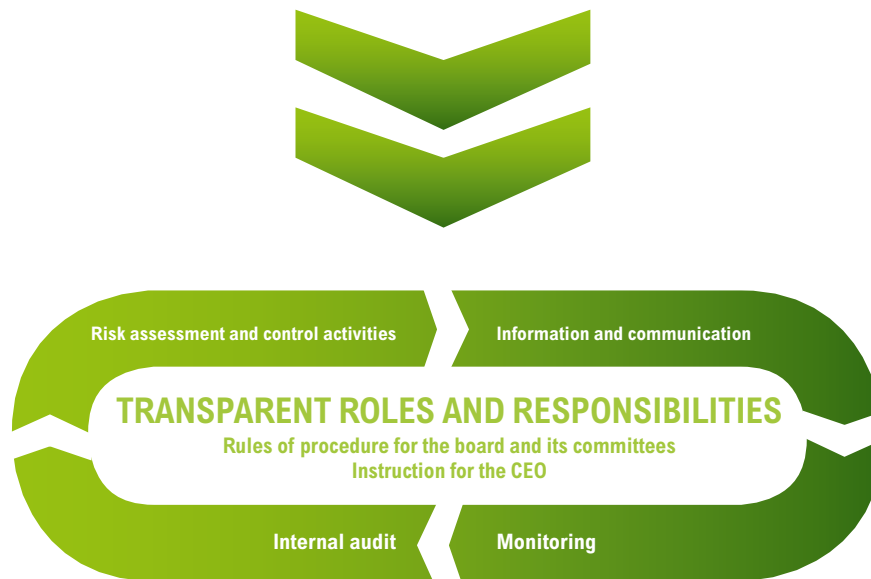 Risk assessment and control activities
Information and communication
TRANSPARENT ROLES AND RESPONSIBILITIES
Rules of procedure for the board and its committees
Instruction for the CEO
Internal audit
Monitoring